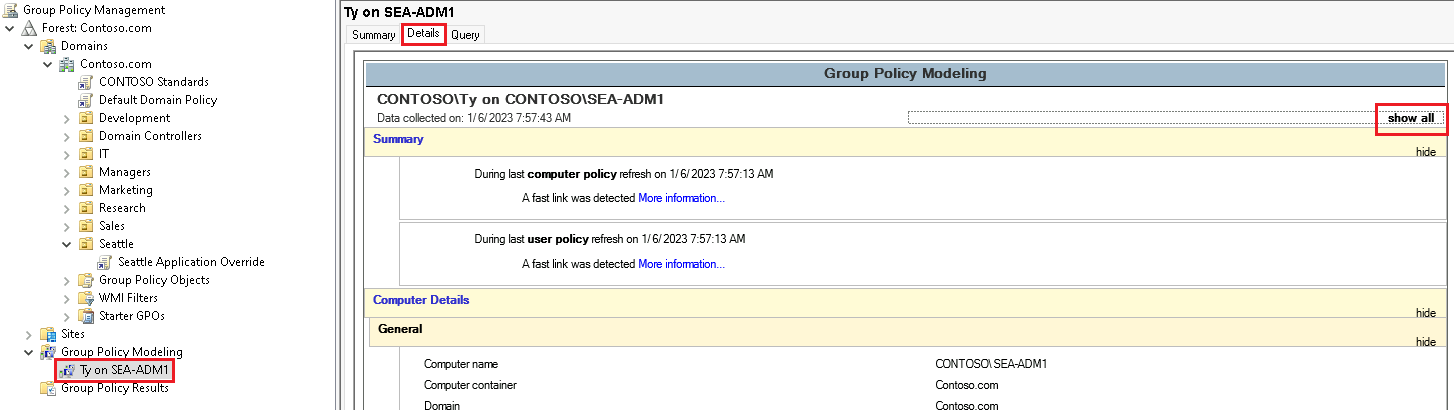 Group Policy Management
Forest: Contoso.com
Domains
Contoso.com
CONTOSO Standards
Default Domain Policy
Development
Domain Controllers
IT
Managers
Marketing
Research
Sales
Seattle
Seattle Application Override
Group Policy Objects
WMI Filters
Starter GPOs
Sites
Group Policy Modeling
Ty on SEA-ADM1
Group Policy Results
Ty on SEA-ADM1
Summary Details Query
Group Policy Modeling
CONTOSO\Ty on CONTOSO\SEA-ADM1
Data collected on: 1/6/2023 7:57:43 AM show all
Summary
hide
During last computer policy refresh on 1/6/2023 7:57:13 AM
A fast link was detected More information...
During last user policy refresh on 1/6/2023 7:57:13 AM
A fast link was detected More information...
Computer Details
hide
General
hide
Computer name CONTOSO\SEA-ADM1
Computer container Contoso.com
Domain Contoso.com